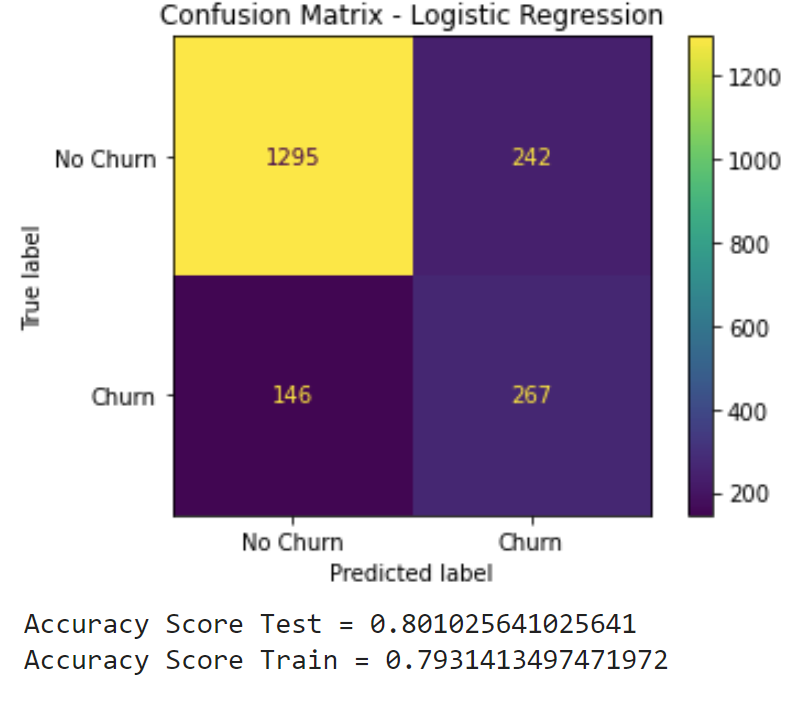 Confusion Matrix - Logistic Regression
1200
No Churn 1295 242
1000
800
True label
600
Churn 146 267
400
200
No Churn Churn
Predicted label
Accuracy Score Test = 0.801025641025641
Accuracy Score Train = 0.7931413497471972